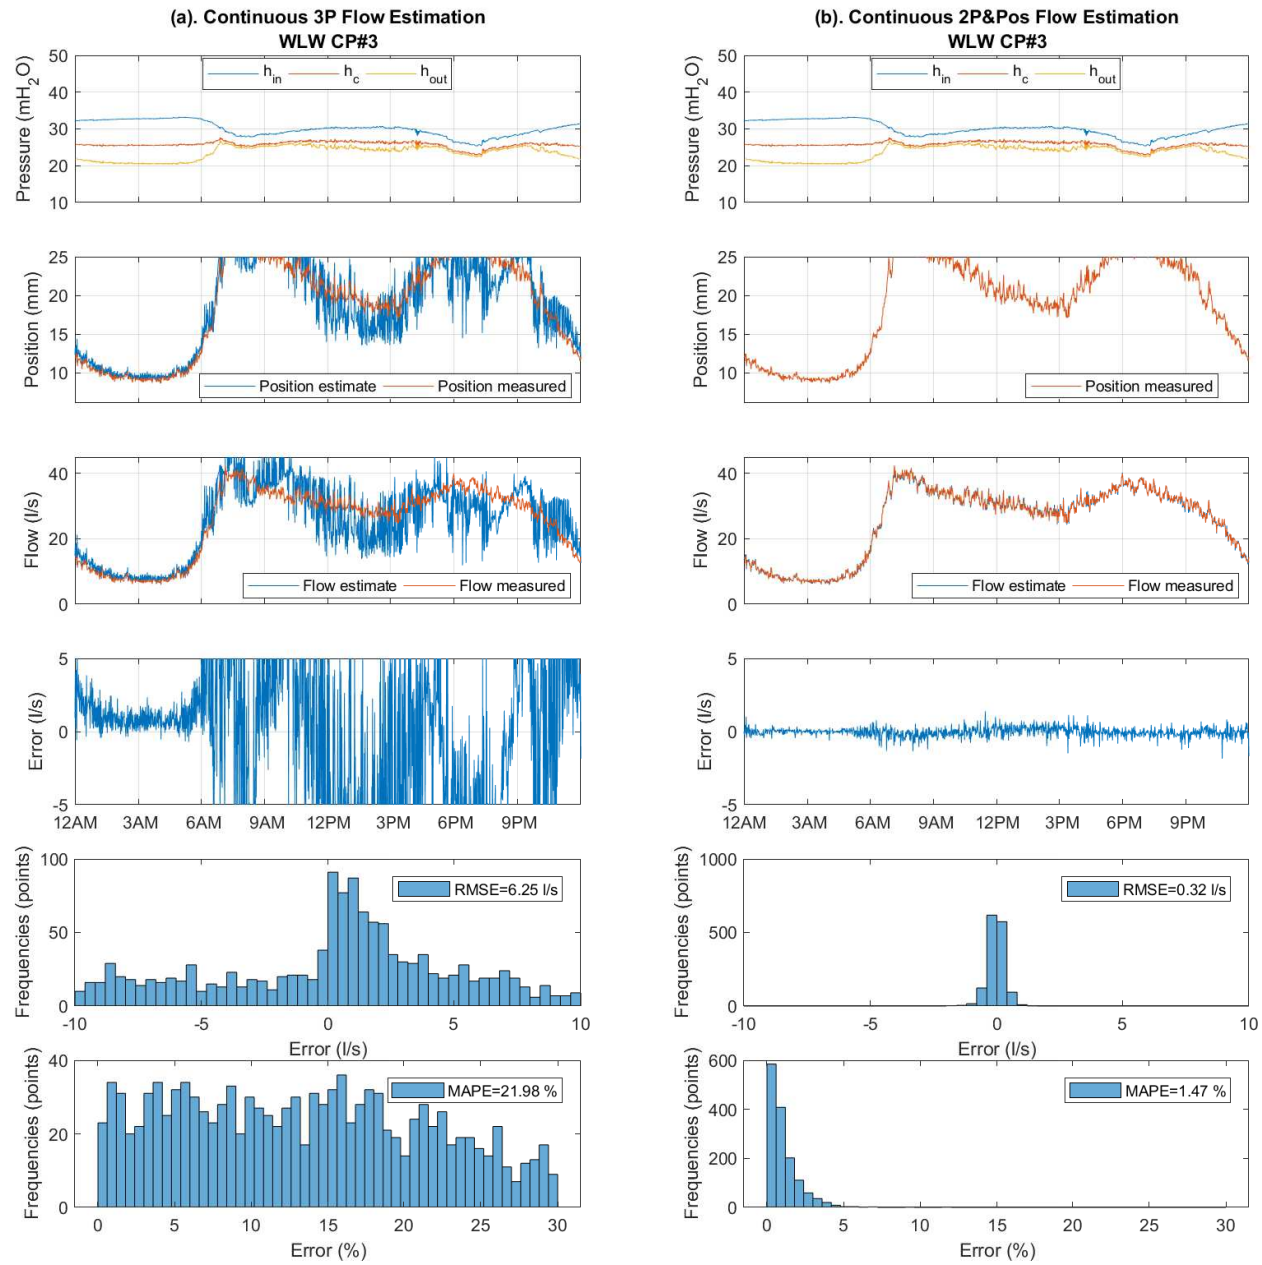 (a). Continuous 3P Flow Estimation
WLW CP#3
50
40
30
20
10
Pressure (mH2O)
hin hc hout
25
20
15
10
Position (mm)
Position estimate Position measured
40
20
0
Flow (l/s)
Flow estimate Flow measured
5
0
-5
Error (l/s)
12AM 3AM 6AM 9AM 12PM 3PM 6PM 9PM
100
50
0
Frequencies (points)
RMSE=6.25 l/s
-10 -5 0 5 10
Error (l/s)
40
20
0
Frequencies (points)
MAPE=21.98 %
0 5 10 15 20 25 30
Error (%)
(b). Continuous 2P&Pos Flow Estimation
WLW CP#3
50
40
30
20
10
Pressure (mH2O)
hin hc hout
25
20
15
10
Position (mm)
Position measured
40
20
0
Flow (l/s)
Flow estimate Flow measured
5
0
-5
Error (l/s)
12AM 3AM 6AM 9AM 12PM 3PM 6PM 9PM
1000
500
0
Frequencies (points)
RMSE=0.32 l/s
-10 -5 0 5 10
Error (l/s)
600
400
200
0
Frequencies (points)
MAPE=1.47 %
0 5 10 15 20 25 30
Error (%)